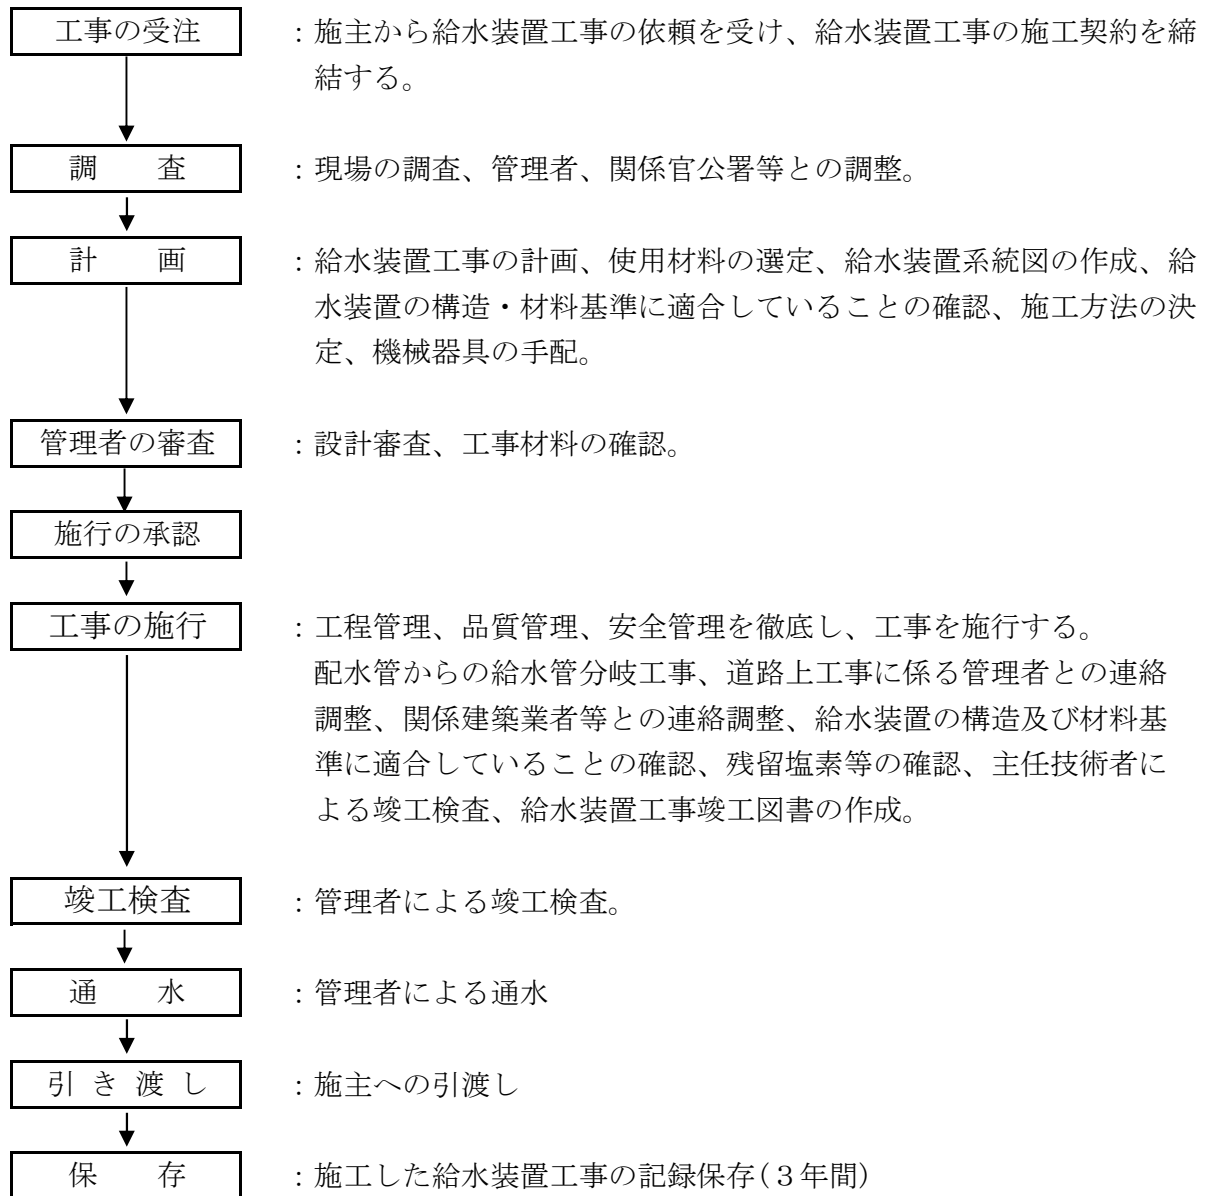 工事の受注 ：施主から給水装置工事の依頼を受け、給水装置工事の施工契約を締
結する。
調　　査 ：現場の調査、管理者、関係官公署等との調整。
計　　画 ：給水装置工事の計画、使用材料の選定、給水装置系統図の作成、給
水装置の構造・材料基準に適合していることの確認、施工方法の決
定、機械器具の手配。
管理者の審査 ：設計審査、工事材料の確認。
施行の承認
工事の施行 ：工程管理、品質管理、安全管理を徹底し、工事を施行する。
配水管からの給水管分岐工事、道路上工事に係る管理者との連絡
調整、関係建築業者等との連絡調整、給水装置の構造及び材料基
準に適合していることの確認、残留塩素等の確認、主任技術者に
よる竣工検査、給水装置工事竣工図書の作成。
竣工検査 ：管理者による竣工検査。
通　　水 ：管理者による通水
引 き 渡 し ：施主への引渡し
保　　存 ：施工した給水装置工事の記録保存(３年間)